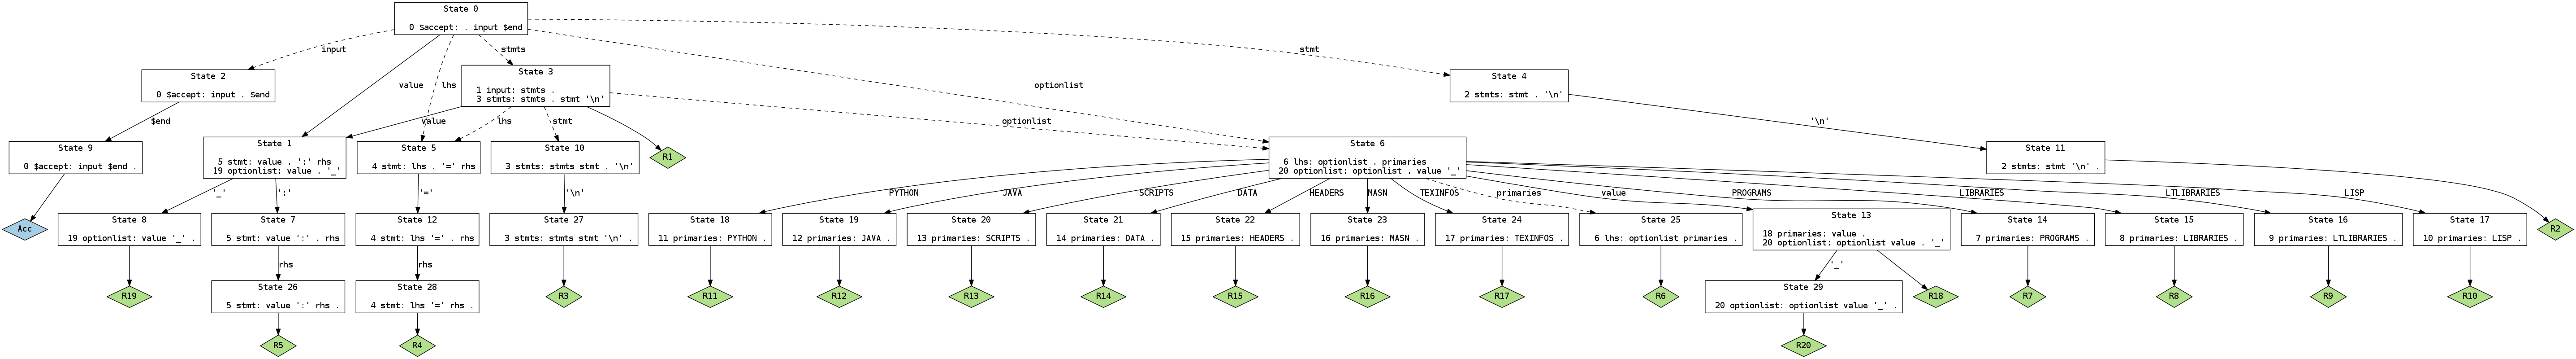 State 0
0 $accept: . input $end
input
stmts
stmt
value
lhs
optionlist
State 2
0 $accept: input . $end
State 3
1 input: stmts .
3 stmts: stmts . stmt '\n'
State 4
2 stmts: stmt . '\n'
$end
value
lhs
stmt
optionlist
'\n'
State 9
0 $accept: input $end .
State 1
5 stmt: value . ':' rhs
19 optionlist: value . '_'
State 5
4 stmt: lhs . '=' rhs
State 10
3 stmts: stmts stmt . '\n'
R1
State 6
6 lhs: optionlist . primaries
20 optionlist: optionlist . value '_'
State 11
2 stmts: stmt '\n' .
'_'
':'
'='
'\n'
PYTHON
JAVA
SCRIPTS
DATA
HEADERS
MASN
TEXINFOS
primaries
value
PROGRAMS
LIBRARIES
LTLIBRARIES
LISP
Acc
State 8
19 optionlist: value '_' .
State 7
5 stmt: value ':' . rhs
State 12
4 stmt: lhs '=' . rhs
State 27
3 stmts: stmts stmt '\n' .
State 18
11 primaries: PYTHON .
State 19
12 primaries: JAVA .
State 20
13 primaries: SCRIPTS .
State 21
14 primaries: DATA .
State 22
15 primaries: HEADERS .
State 23
16 primaries: MASN .
State 24
17 primaries: TEXINFOS .
State 25
6 lhs: optionlist primaries .
State 13
18 primaries: value .
20 optionlist: optionlist value . '_'
State 14
7 primaries: PROGRAMS .
State 15
8 primaries: LIBRARIES .
State 16
9 primaries: LTLIBRARIES .
State 17
10 primaries: LISP .
R2
rhs
rhs
'_'
R19
State 26
5 stmt: value ':' rhs .
State 28
4 stmt: lhs '=' rhs .
R3
R11
R12
R13
R14
R15
R16
R17
R6
State 29
20 optionlist: optionlist value '_' .
R18
R7
R8
R9
R10
R5
R4
R20